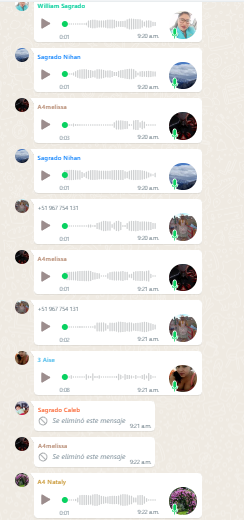 William Sagrado
0:01 9:20 a.m.
Sagrado Nihan
0:01 9:20 a.m.
A4melissa
0:03 9:20 a.m.
Sagrado Nihan
0:01 9:20 a.m.
+51 967 754 131
0:01 9:20 a.m.
A4melissa
0:01 9:21 a.m.
+51 967 754 131
0:02 9:21 a.m.
3 Aise
0:08 9:21 a.m.
Sagrado Caleb
Se eliminó este mensaje
9:21 a.m.
A4melissa
Se eliminó este mensaje
9:22 a.m.
A4 Nataly
0:01 9:22 a.m.